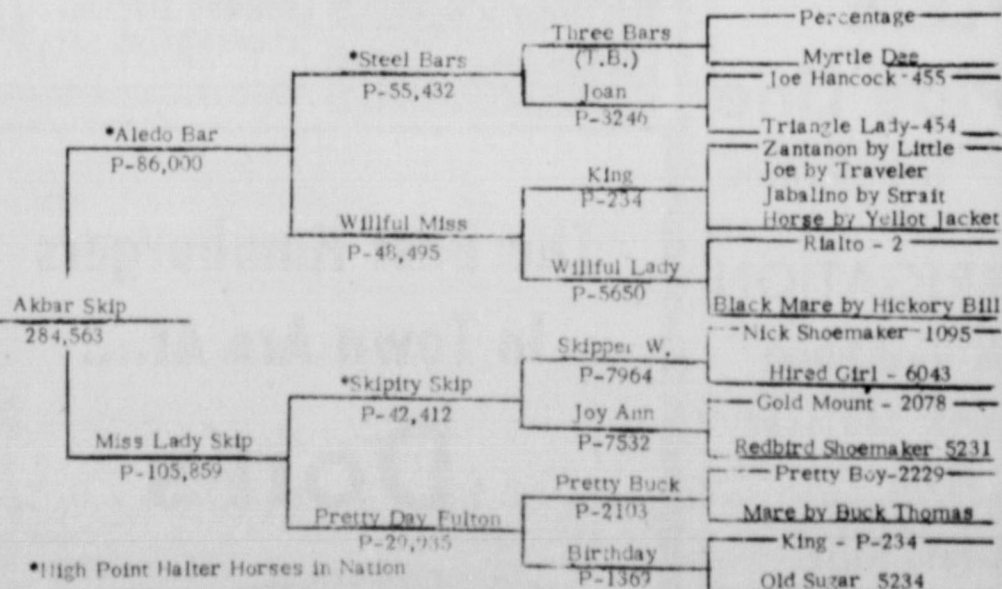 Percentage
Three Bars
(T.B.)
Myrtle Dee
*Steel Bars
P-55,432
Joe Hancock-455
Joan
P-3246
Triangle Lady-454
*Aledo Bar
P-86,000
Zantanon by Little
Joe by Traveler
Jabalino by Strait
Horse by Yellot Jacket
King
P-234
Willful Miss
P-48,495
Rialto - 2
Willful Lady
P-5650
Black Mare by Hickory Bill
Akbar Skip
284,563
Nick Shoemaker 1095
Skipper W.
P-7964
Hired Girl - 6043
*Skipity Skip
P-42,412
Gold Mount - 2078
Joy Ann
P-7532
Redbird Shoemaker 5231
Miss Lady Skip
P-105,859
Pretty Boy-2229
Pretty Buck
P-2103
Mare by Buck Thomas
Pretty Day Fulton
P-29,935
King - P-234
Birthday
P-1369
Old Sugar 5234
*High Point Halter Horses in Nation